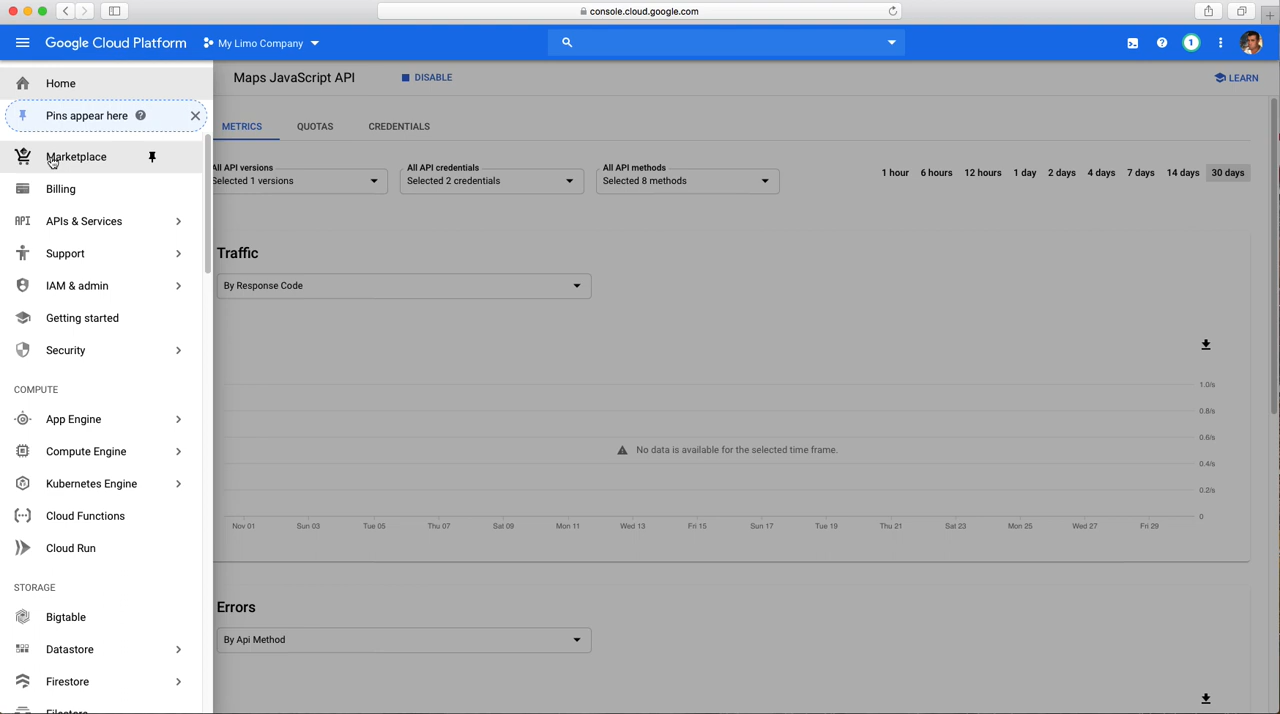 console.cloud.google.com
Google Cloud Platform
My Limo Company
1
Home
Pins appear here
Marketplace
Billing
API
APIs & Services
Support
IAM & admin
Getting started
Security
COMPUTE
App Engine
Compute Engine
Kubernetes Engine
Cloud Functions
Cloud Run
STORAGE
Bigtable
Datastore
Firestore
Filestore
Maps JavaScript API
DISABLE
LEARN
METRICS
QUOTAS
CREDENTIALS
All API versions
Selected 1 versions
All API credentials
Selected 2 credentials
All API methods
Selected 8 methods
1 hour 6 hours 12 hours 1 day 2 days 4 days 7 days 14 days 30 days
Traffic
By Response Code
1.0/s
0.8/s
0.6/s
No data is available for the selected time frame.
0.4/s
0.2/s
0
Nov 01 Sun 03 Tue 05 Thu 07 Sat 09 Mon 11 Wed 13 Fri 15 Sun 17 Tue 19 Thu 21 Sat 23 Mon 25 Wed 27 Fri 29
Errors
By Api Method